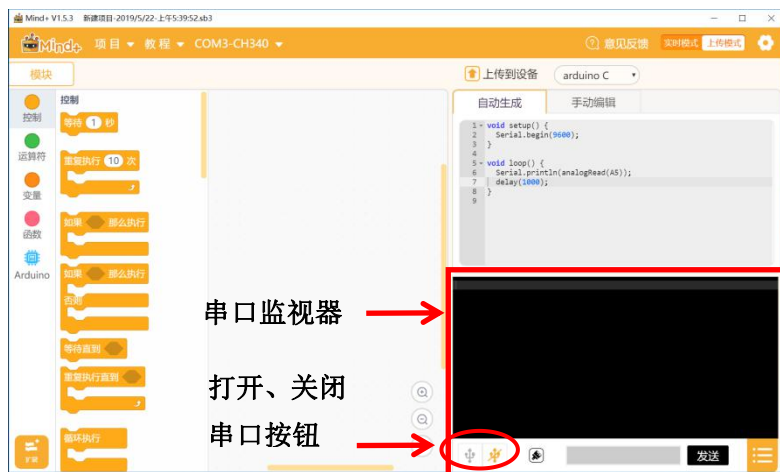 Mind+ V1.5.3 新建项目-2019/5/22-上午5:39:52.sb3
Mind+ 项目 教程 COM3-CH340 意见反馈 实时模式 上传模式
模块 上传到设备 arduino C
控制
运算符
变量
函数
Arduino
扩展
控制
等待 1 秒
重复执行 10 次
如果 那么执行
如果 那么执行
否则
等待直到
重复执行直到
循环执行
自动生成 手动编辑
1 void setup() {
2 Serial.begin(9600);
3 }
4
5 void loop() {
6 Serial.println(analogRead(A5));
7 delay(1000);
8 }
9
串口监视器
打开、关闭
串口按钮
发送